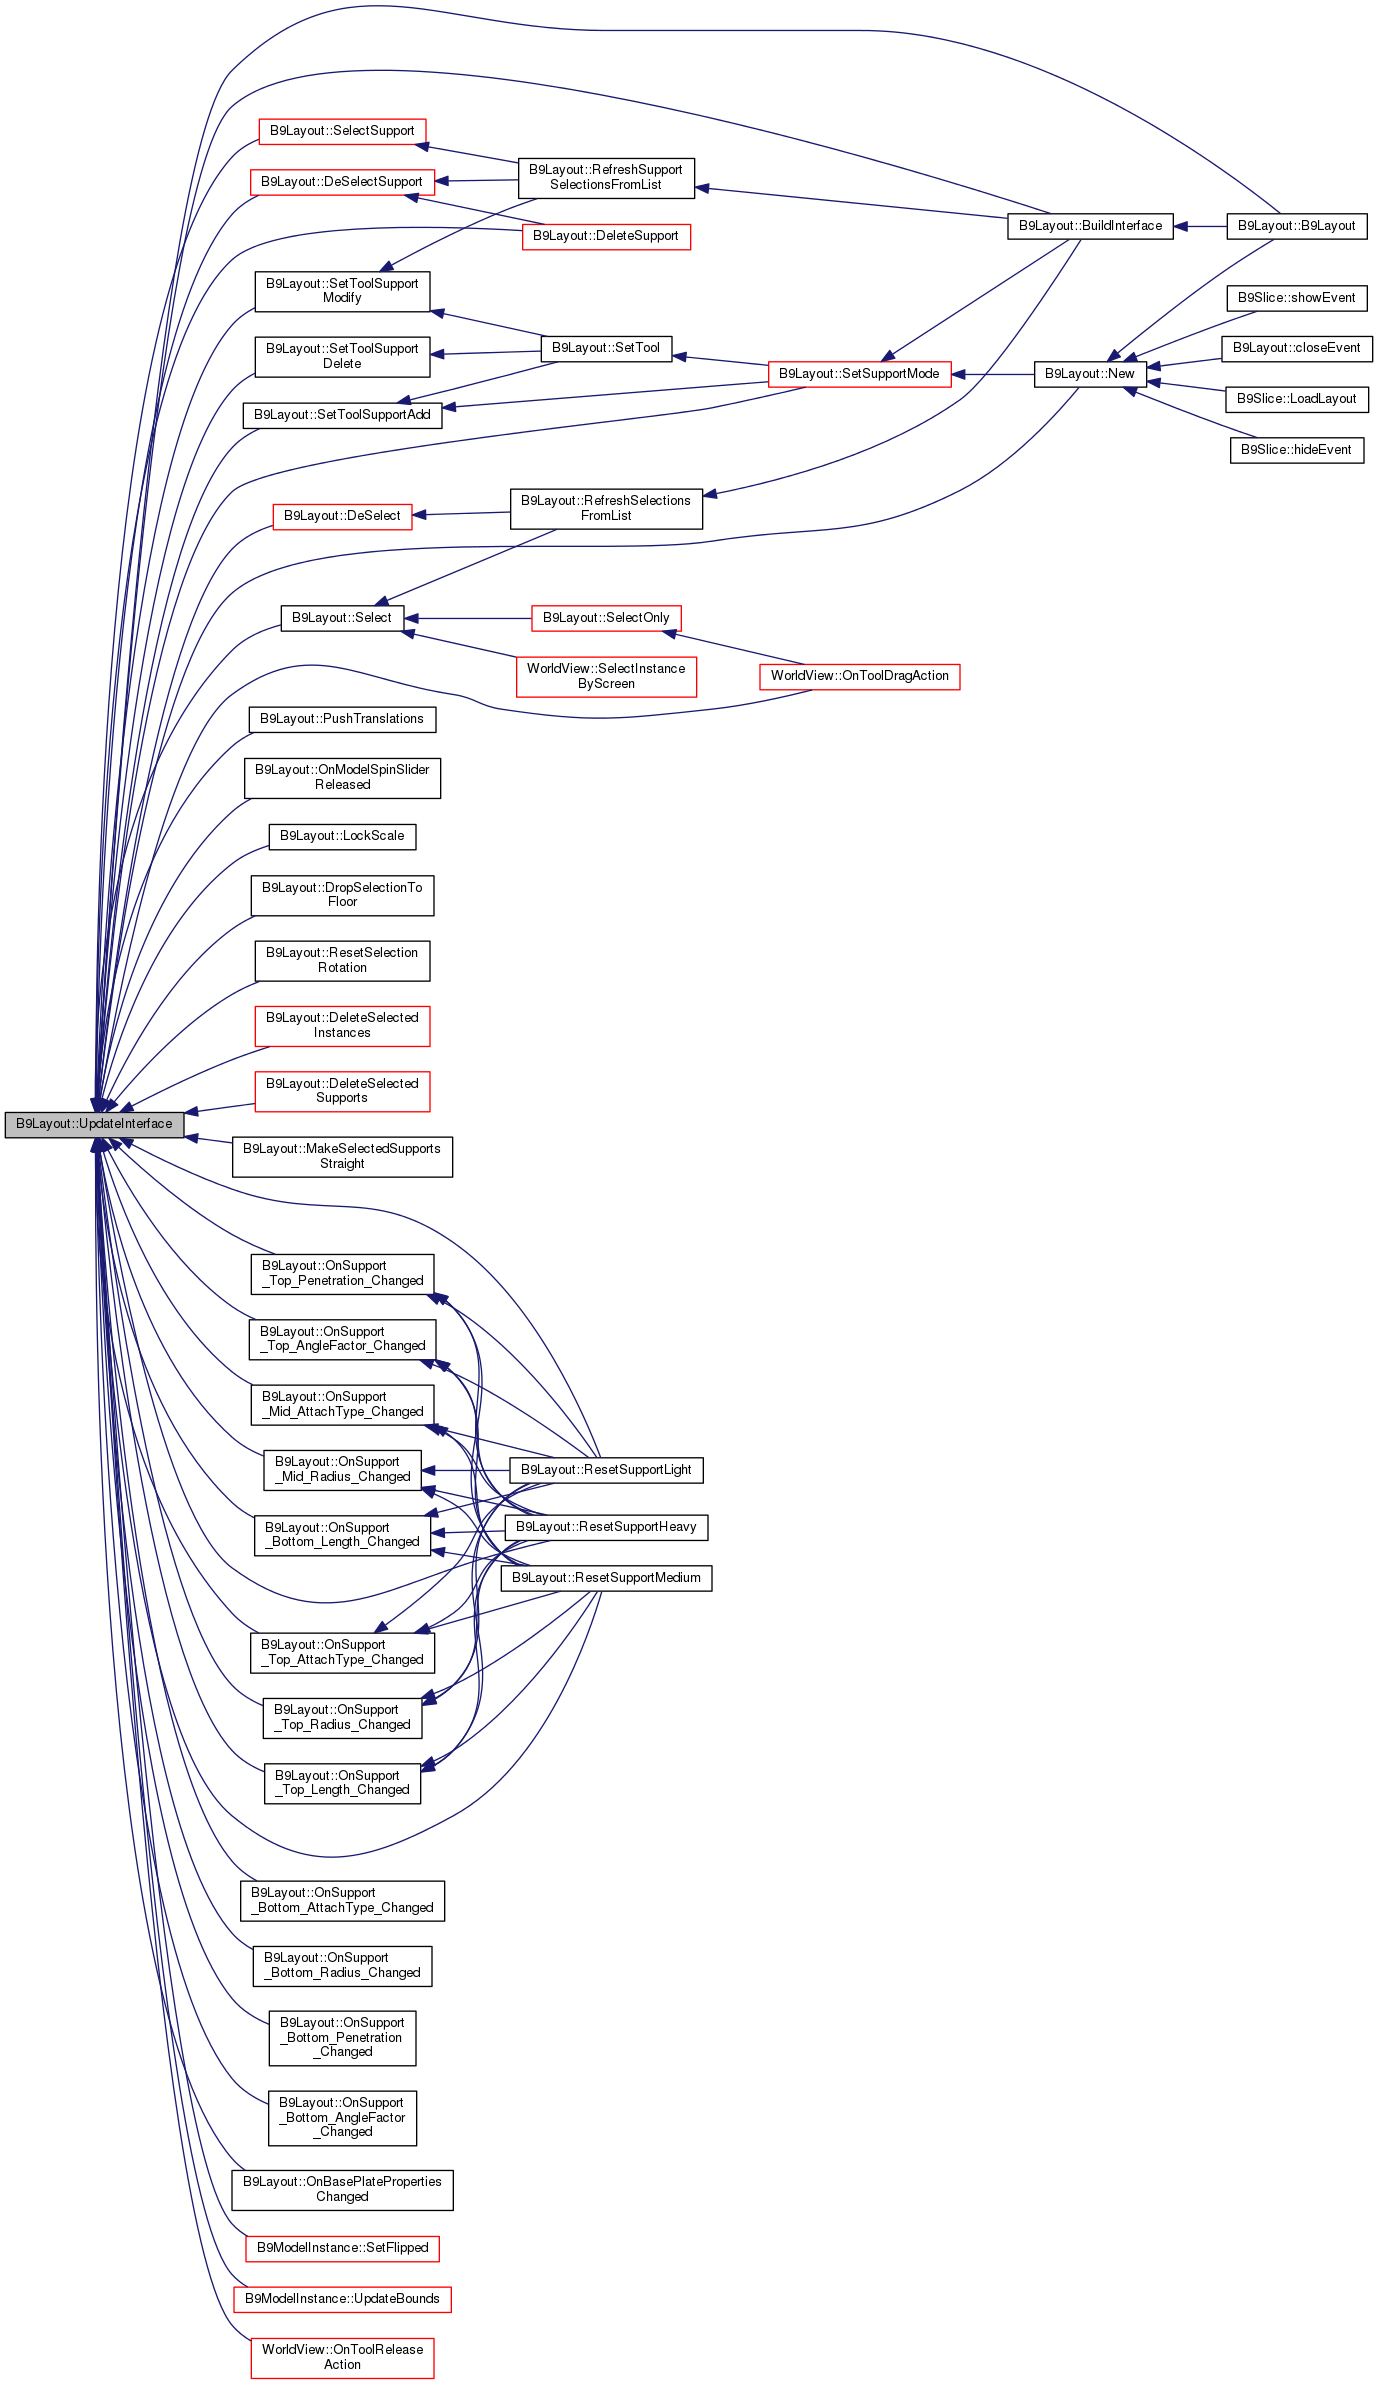 B9Layout::SelectSupport
B9Layout::DeSelectSupport
B9Layout::RefreshSupport
SelectionsFromList
B9Layout::DeleteSupport
B9Layout::BuildInterface
B9Layout::B9Layout
B9Layout::SetToolSupport
Modify
B9Layout::SetToolSupport
Delete
B9Layout::SetToolSupportAdd
B9Layout::SetTool
B9Layout::SetSupportMode
B9Layout::New
B9Slice::showEvent
B9Layout::closeEvent
B9Slice::LoadLayout
B9Slice::hideEvent
B9Layout::DeSelect
B9Layout::RefreshSelections
FromList
B9Layout::Select
B9Layout::SelectOnly
WorldView::SelectInstance
ByScreen
WorldView::OnToolDragAction
B9Layout::PushTranslations
B9Layout::OnModelSpinSlider
Released
B9Layout::LockScale
B9Layout::DropSelectionTo
Floor
B9Layout::ResetSelection
Rotation
B9Layout::DeleteSelected
Instances
B9Layout::DeleteSelected
Supports
B9Layout::UpdateInterface
B9Layout::MakeSelectedSupports
Straight
B9Layout::OnSupport
_Top_Penetration_Changed
B9Layout::OnSupport
_Top_AngleFactor_Changed
B9Layout::OnSupport
_Mid_AttachType_Changed
B9Layout::OnSupport
_Mid_Radius_Changed
B9Layout::OnSupport
_Bottom_Length_Changed
B9Layout::ResetSupportLight
B9Layout::ResetSupportHeavy
B9Layout::ResetSupportMedium
B9Layout::OnSupport
_Top_AttachType_Changed
B9Layout::OnSupport
_Top_Radius_Changed
B9Layout::OnSupport
_Top_Length_Changed
B9Layout::OnSupport
_Bottom_AttachType_Changed
B9Layout::OnSupport
_Bottom_Radius_Changed
B9Layout::OnSupport
_Bottom_Penetration
_Changed
B9Layout::OnSupport
_Bottom_AngleFactor
_Changed
B9Layout::OnBasePlateProperties
Changed
B9ModelInstance::SetFlipped
B9ModelInstance::UpdateBounds
WorldView::OnToolRelease
Action